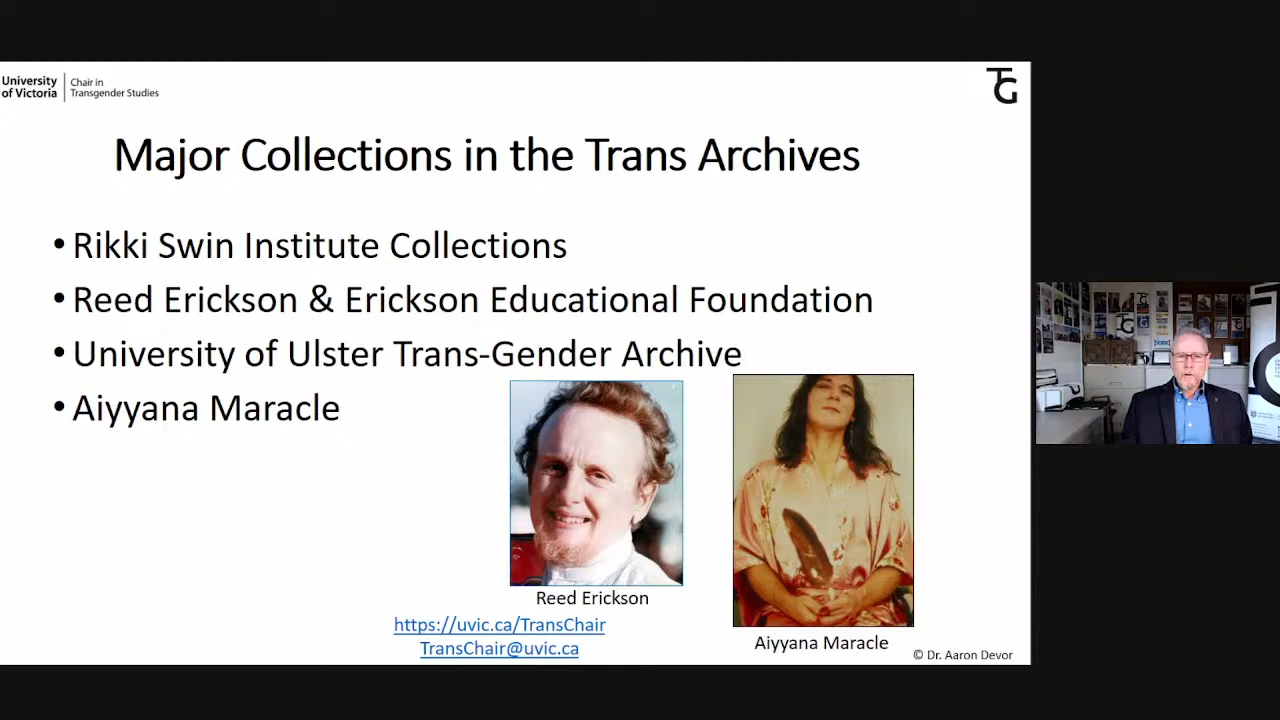 University
of Victoria
Chair in
Transgender Studies
TG
Major Collections in the Trans Archives
• Rikki Swin Institute Collections
• Reed Erickson & Erickson Educational Foundation
• University of Ulster Trans-Gender Archive
• Aiyyana Maracle
Reed Erickson
https://uvic.ca/TransChair
TransChair@uvic.ca
Aiyyana Maracle
© Dr. Aaron Devor